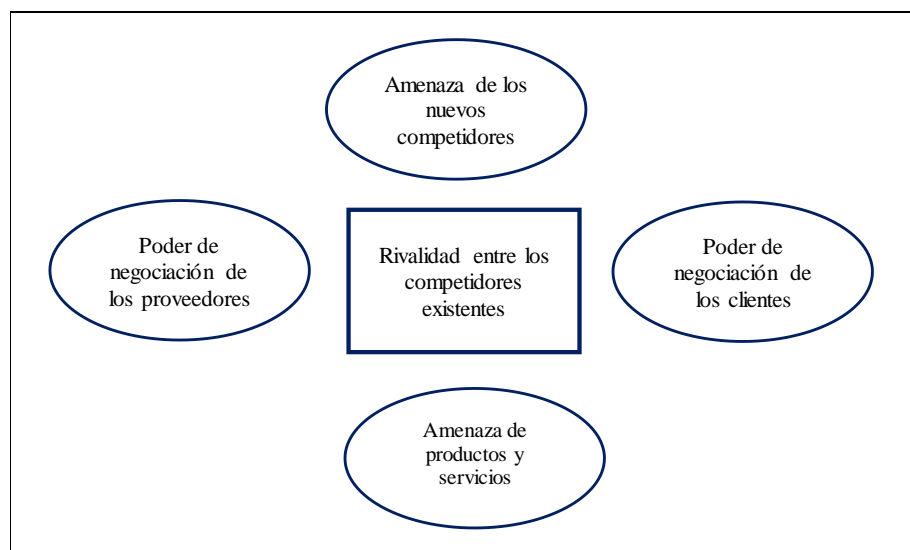 Amenaza de los
nuevos
competidores
Poder de
negociación de
los proveedores
Rivalidad entre los
competidores
existentes
Poder de
negociación de
los clientes
Amenaza de
productos y
servicios